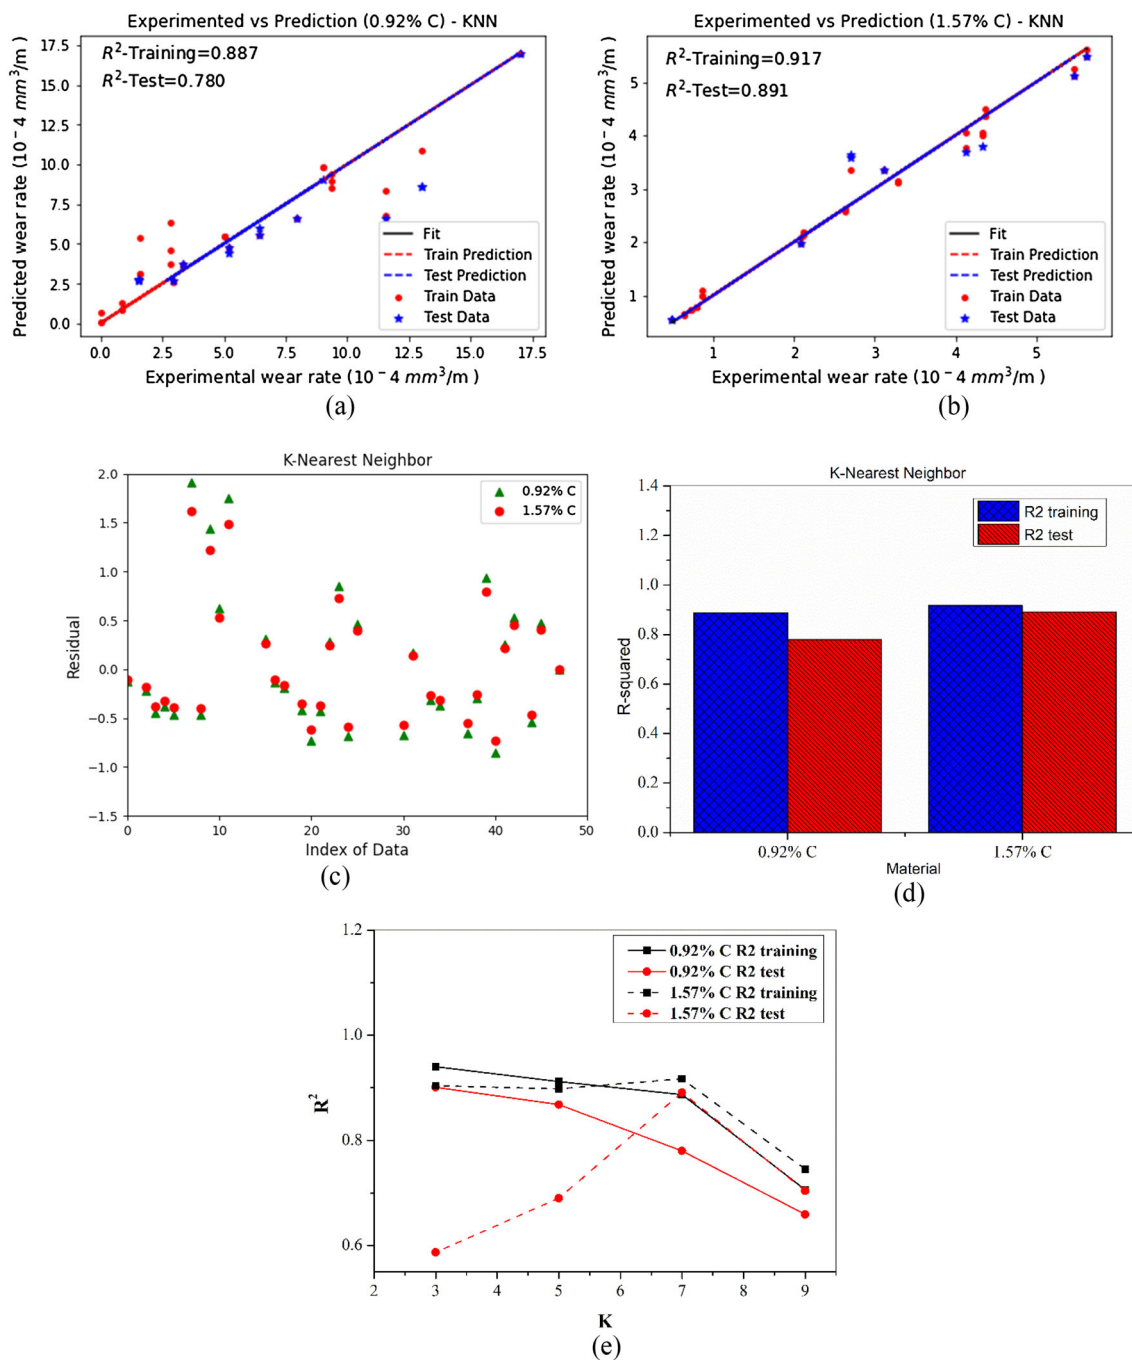 Experimented vs Prediction (0.92% C) - KNN
R²-Training=0.887
R²-Test=0.780
Predicted wear rate (10⁻4 mm³/m)
17.5
15.0
12.5
10.0
7.5
5.0
2.5
0.0
Fit
Train Prediction
Test Prediction
Train Data
Test Data
0.0 2.5 5.0 7.5 10.0 12.5 15.0 17.5
Experimental wear rate (10⁻4 mm³/m )
(a)
Experimented vs Prediction (1.57% C) - KNN
R²-Training=0.917
R²-Test=0.891
Predicted wear rate (10⁻4 mm³/m)
5
4
3
2
1
Fit
Train Prediction
Test Prediction
Train Data
Test Data
1 2 3 4 5
Experimental wear rate (10⁻4 mm³/m )
(b)
K-Nearest Neighbor
0.92% C
1.57% C
Residual
2.0
1.5
1.0
0.5
0.0
−0.5
−1.0
−1.5
0 10 20 30 40 50
Index of Data
(c)
K-Nearest Neighbor
R2 training
R2 test
R-squared
1.4
1.2
1.0
0.8
0.6
0.4
0.2
0.0
0.92% C 1.57% C
Material
(d)
0.92% C R2 training
0.92% C R2 test
1.57% C R2 training
1.57% C R2 test
R²
1.2
1.0
0.8
0.6
2 3 4 5 6 7 8 9
K
(e)